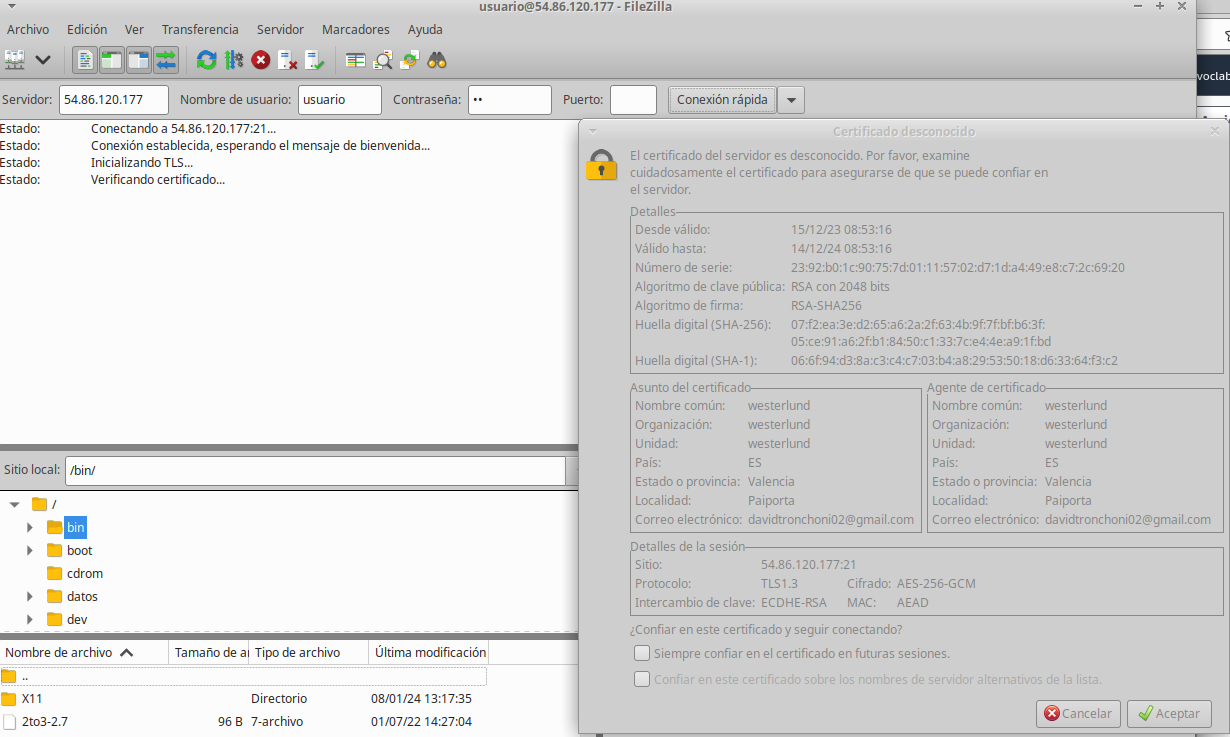 usuario@54.86.120.177 - FileZilla
Archivo Edición Ver Transferencia Servidor Marcadores Ayuda
Servidor: 54.86.120.177 Nombre de usuario: usuario Contraseña: •• Puerto: Conexión rápida
voclab
Estado: Conectando a 54.86.120.177:21...
Estado: Conexión establecida, esperando el mensaje de bienvenida...
Estado: Inicializando TLS...
Estado: Verificando certificado...
Certificado desconocido
El certificado del servidor es desconocido. Por favor, examine
cuidadosamente el certificado para asegurarse de que se puede confiar en
el servidor.
Detalles
Desde válido: 15/12/23 08:53:16
Válido hasta: 14/12/24 08:53:16
Número de serie: 23:92:b0:1c:90:75:7d:01:11:57:02:d7:1d:a4:49:e8:c7:2c:69:20
Algoritmo de clave pública: RSA con 2048 bits
Algoritmo de firma: RSA-SHA256
Huella digital (SHA-256): 07:f2:ea:3e:d2:65:a6:2a:2f:63:4b:9f:7f:bf:b6:3f:
05:ce:91:a6:2f:b1:84:50:c1:33:7c:e4:4e:a9:1f:bd
Huella digital (SHA-1): 06:6f:94:d3:8a:c3:c4:c7:03:b4:a8:29:53:50:18:d6:33:64:f3:c2
Asunto del certificado
Nombre común: westerlund
Organización: westerlund
Unidad: westerlund
País: ES
Estado o provincia: Valencia
Localidad: Paiporta
Correo electrónico: davidtronchoni02@gmail.com
Agente de certificado
Nombre común: westerlund
Organización: westerlund
Unidad: westerlund
País: ES
Estado o provincia: Valencia
Localidad: Paiporta
Correo electrónico: davidtronchoni02@gmail.com
Detalles de la sesión
Sitio: 54.86.120.177:21
Protocolo: TLS1.3 Cifrado: AES-256-GCM
Intercambio de clave: ECDHE-RSA MAC: AEAD
¿Confiar en este certificado y seguir conectando?
Siempre confiar en el certificado en futuras sesiones.
Confiar en este certificado sobre los nombres de servidor alternativos de la lista.
Cancelar Aceptar
Sitio local: /bin/
/
bin
boot
cdrom
datos
dev
Nombre de archivo Tamaño de ar Tipo de archivo Última modificación
..
X11 Directorio 08/01/24 13:17:35
2to3-2.7 96 B 7-archivo 01/07/22 14:27:04